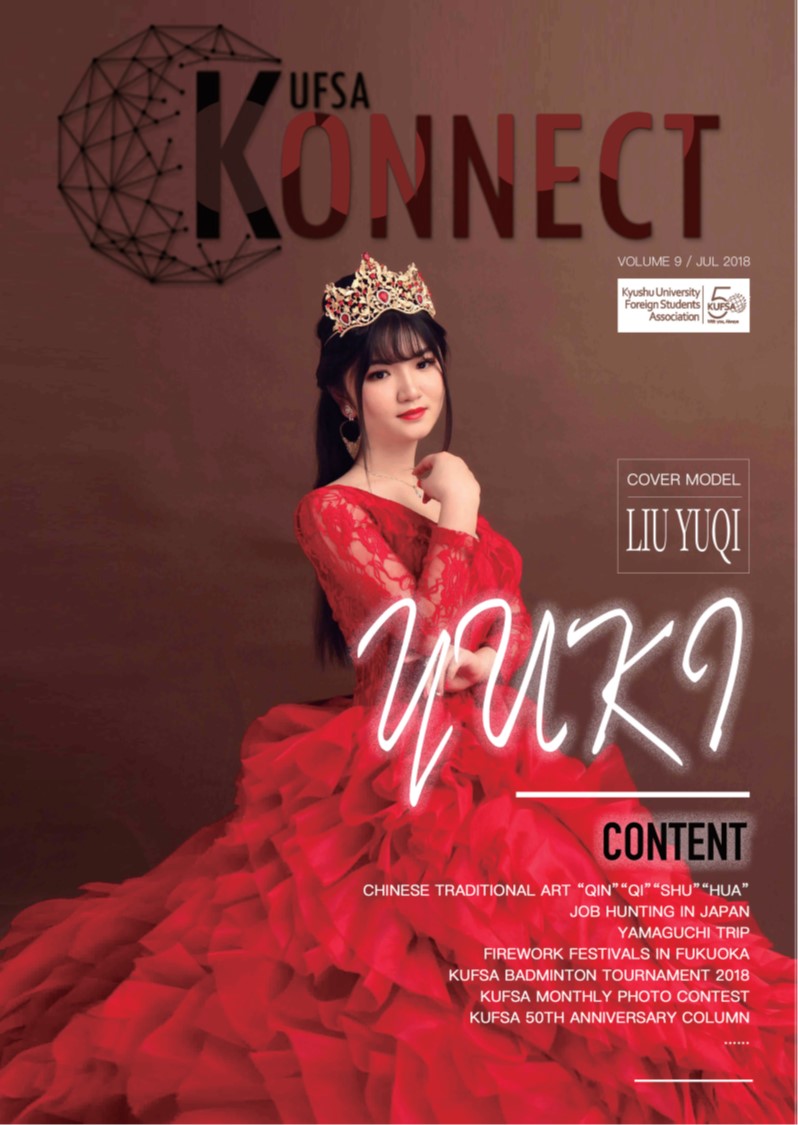 KUFSA
KONNECT
VOLUME 9 / JUL 2018
Kyushu University
Foreign Students
Association
50
KUFSA
COVER MODEL
LIU YUQI
YUKI
CONTENT
CHINESE TRADITIONAL ART “QIN”“QI”“SHU”“HUA”
JOB HUNTING IN JAPAN
YAMAGUCHI TRIP
FIREWORK FESTIVALS IN FUKUOKA
KUFSA BADMINTON TOURNAMENT 2018
KUFSA MONTHLY PHOTO CONTEST
KUFSA 50TH ANNIVERSARY COLUMN
......